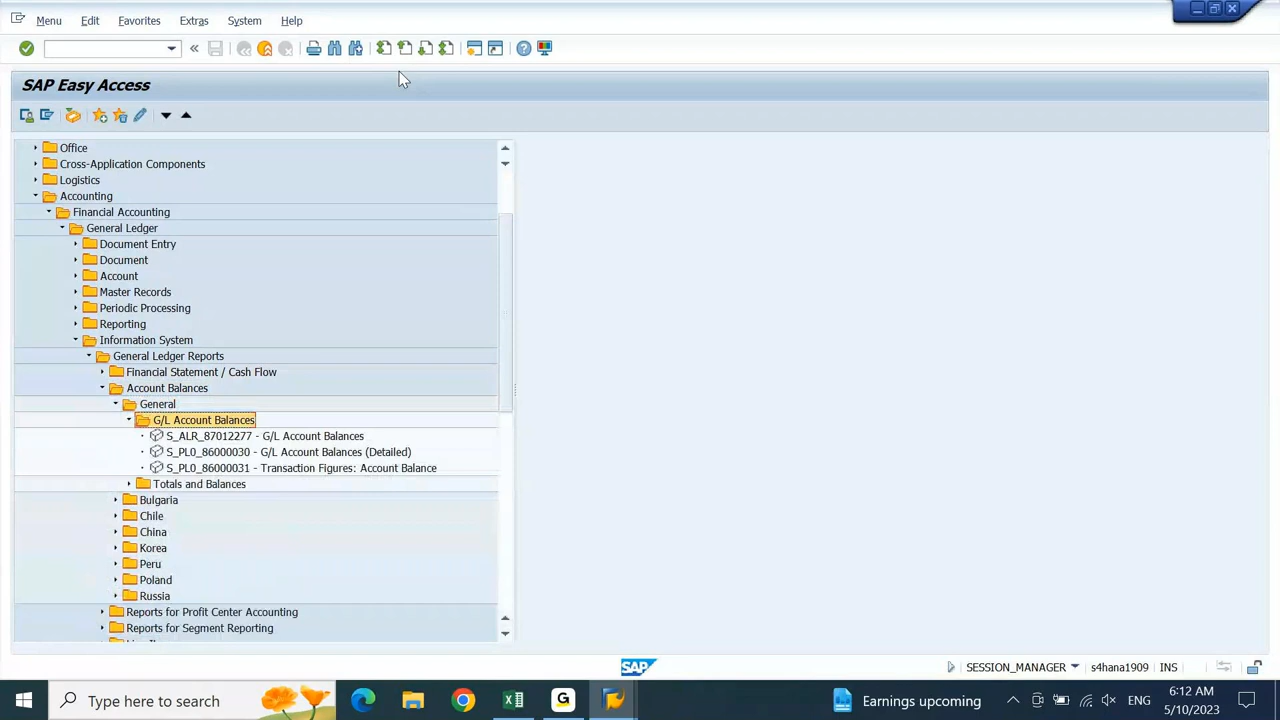 Menu Edit Favorites Extras System Help
SAP Easy Access
Office
Cross-Application Components
Logistics
Accounting
Financial Accounting
General Ledger
Document Entry
Document
Account
Master Records
Periodic Processing
Reporting
Information System
General Ledger Reports
Financial Statement / Cash Flow
Account Balances
General
G/L Account Balances
S_ALR_87012277 - G/L Account Balances
S_PL0_86000030 - G/L Account Balances (Detailed)
S_PL0_86000031 - Transaction Figures: Account Balance
Totals and Balances
Bulgaria
Chile
China
Korea
Peru
Poland
Russia
Reports for Profit Center Accounting
Reports for Segment Reporting
SAP SESSION_MANAGER s4hana1909 INS
Type here to search G Earnings upcoming ENG 6:12 AM
5/10/2023